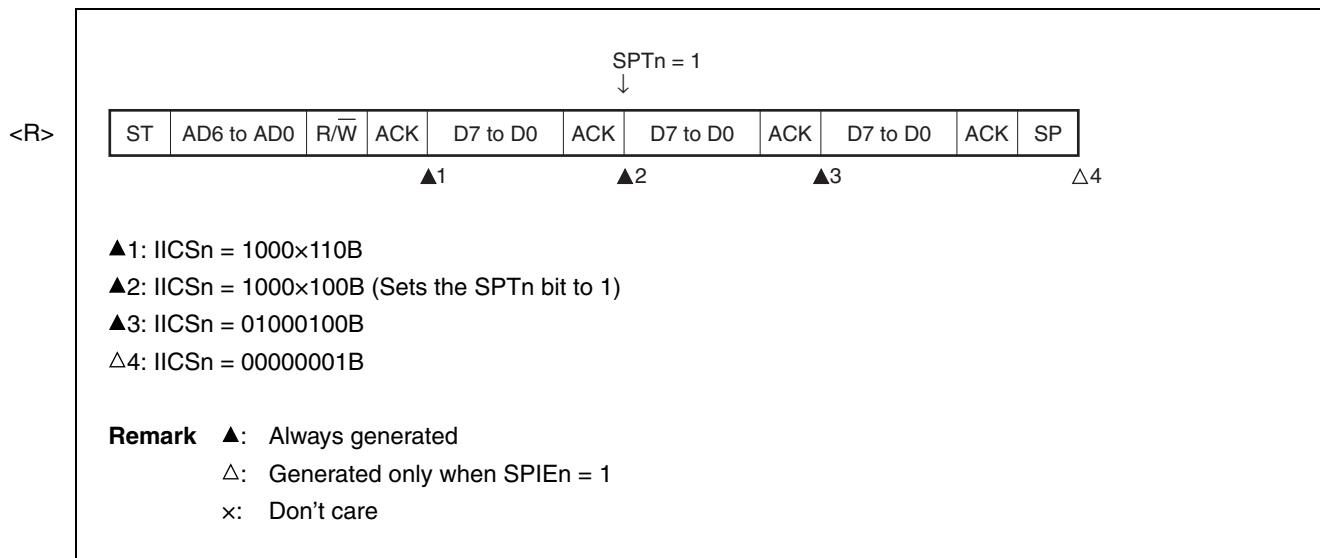 SPTn = 1
↓
<R>
ST AD6 to AD0 R/W̅ ACK D7 to D0 ACK D7 to D0 ACK D7 to D0 ACK SP
▲1 ▲2 ▲3 △4
▲1: IICSn = 1000×110B
▲2: IICSn = 1000×100B (Sets the SPTn bit to 1)
▲3: IICSn = 01000100B
△4: IICSn = 00000001B
Remark ▲: Always generated
△: Generated only when SPIEn = 1
×: Don't care